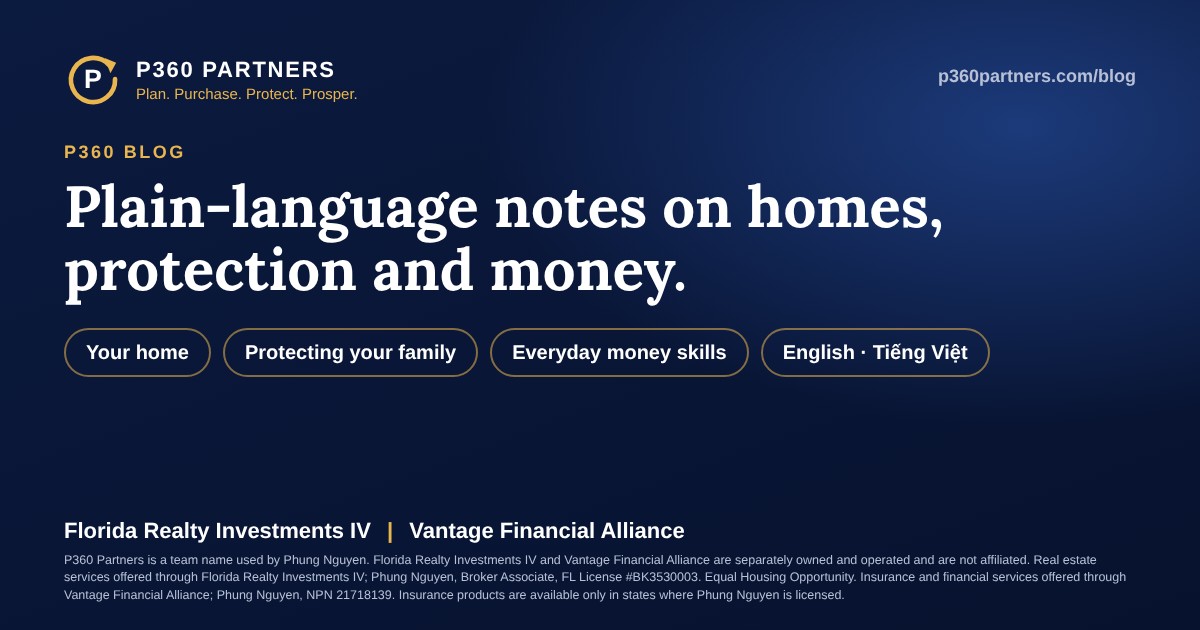 P
P360 PARTNERS
Plan. Purchase. Protect. Prosper.
p360partners.com/blog
P360 BLOG
Plain-language notes on homes,
protection and money.
Your home
Protecting your family
Everyday money skills
English · Tiếng Việt
Florida Realty Investments IV | Vantage Financial Alliance
P360 Partners is a team name used by Phung Nguyen. Florida Realty Investments IV and Vantage Financial Alliance are separately owned and operated and are not affiliated. Real estate
services offered through Florida Realty Investments IV; Phung Nguyen, Broker Associate, FL License #BK3530003. Equal Housing Opportunity. Insurance and financial services offered through
Vantage Financial Alliance; Phung Nguyen, NPN 21718139. Insurance products are available only in states where Phung Nguyen is licensed.